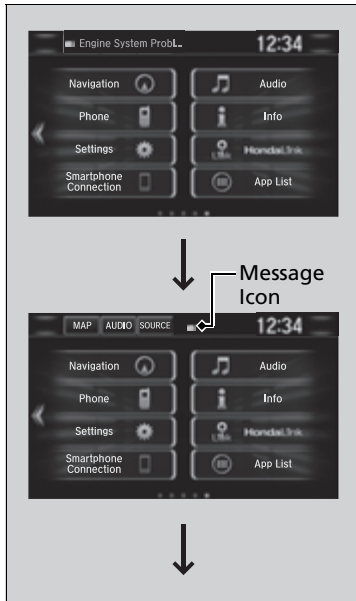 Engine System Probl...
12:34
Navigation
Audio
Phone
Info
Settings
HondaLink
Smartphone
Connection
App List
Message
Icon
MAP
AUDIO
SOURCE
12:34
Navigation
Audio
Phone
Info
Settings
HondaLink
Smartphone
Connection
App List